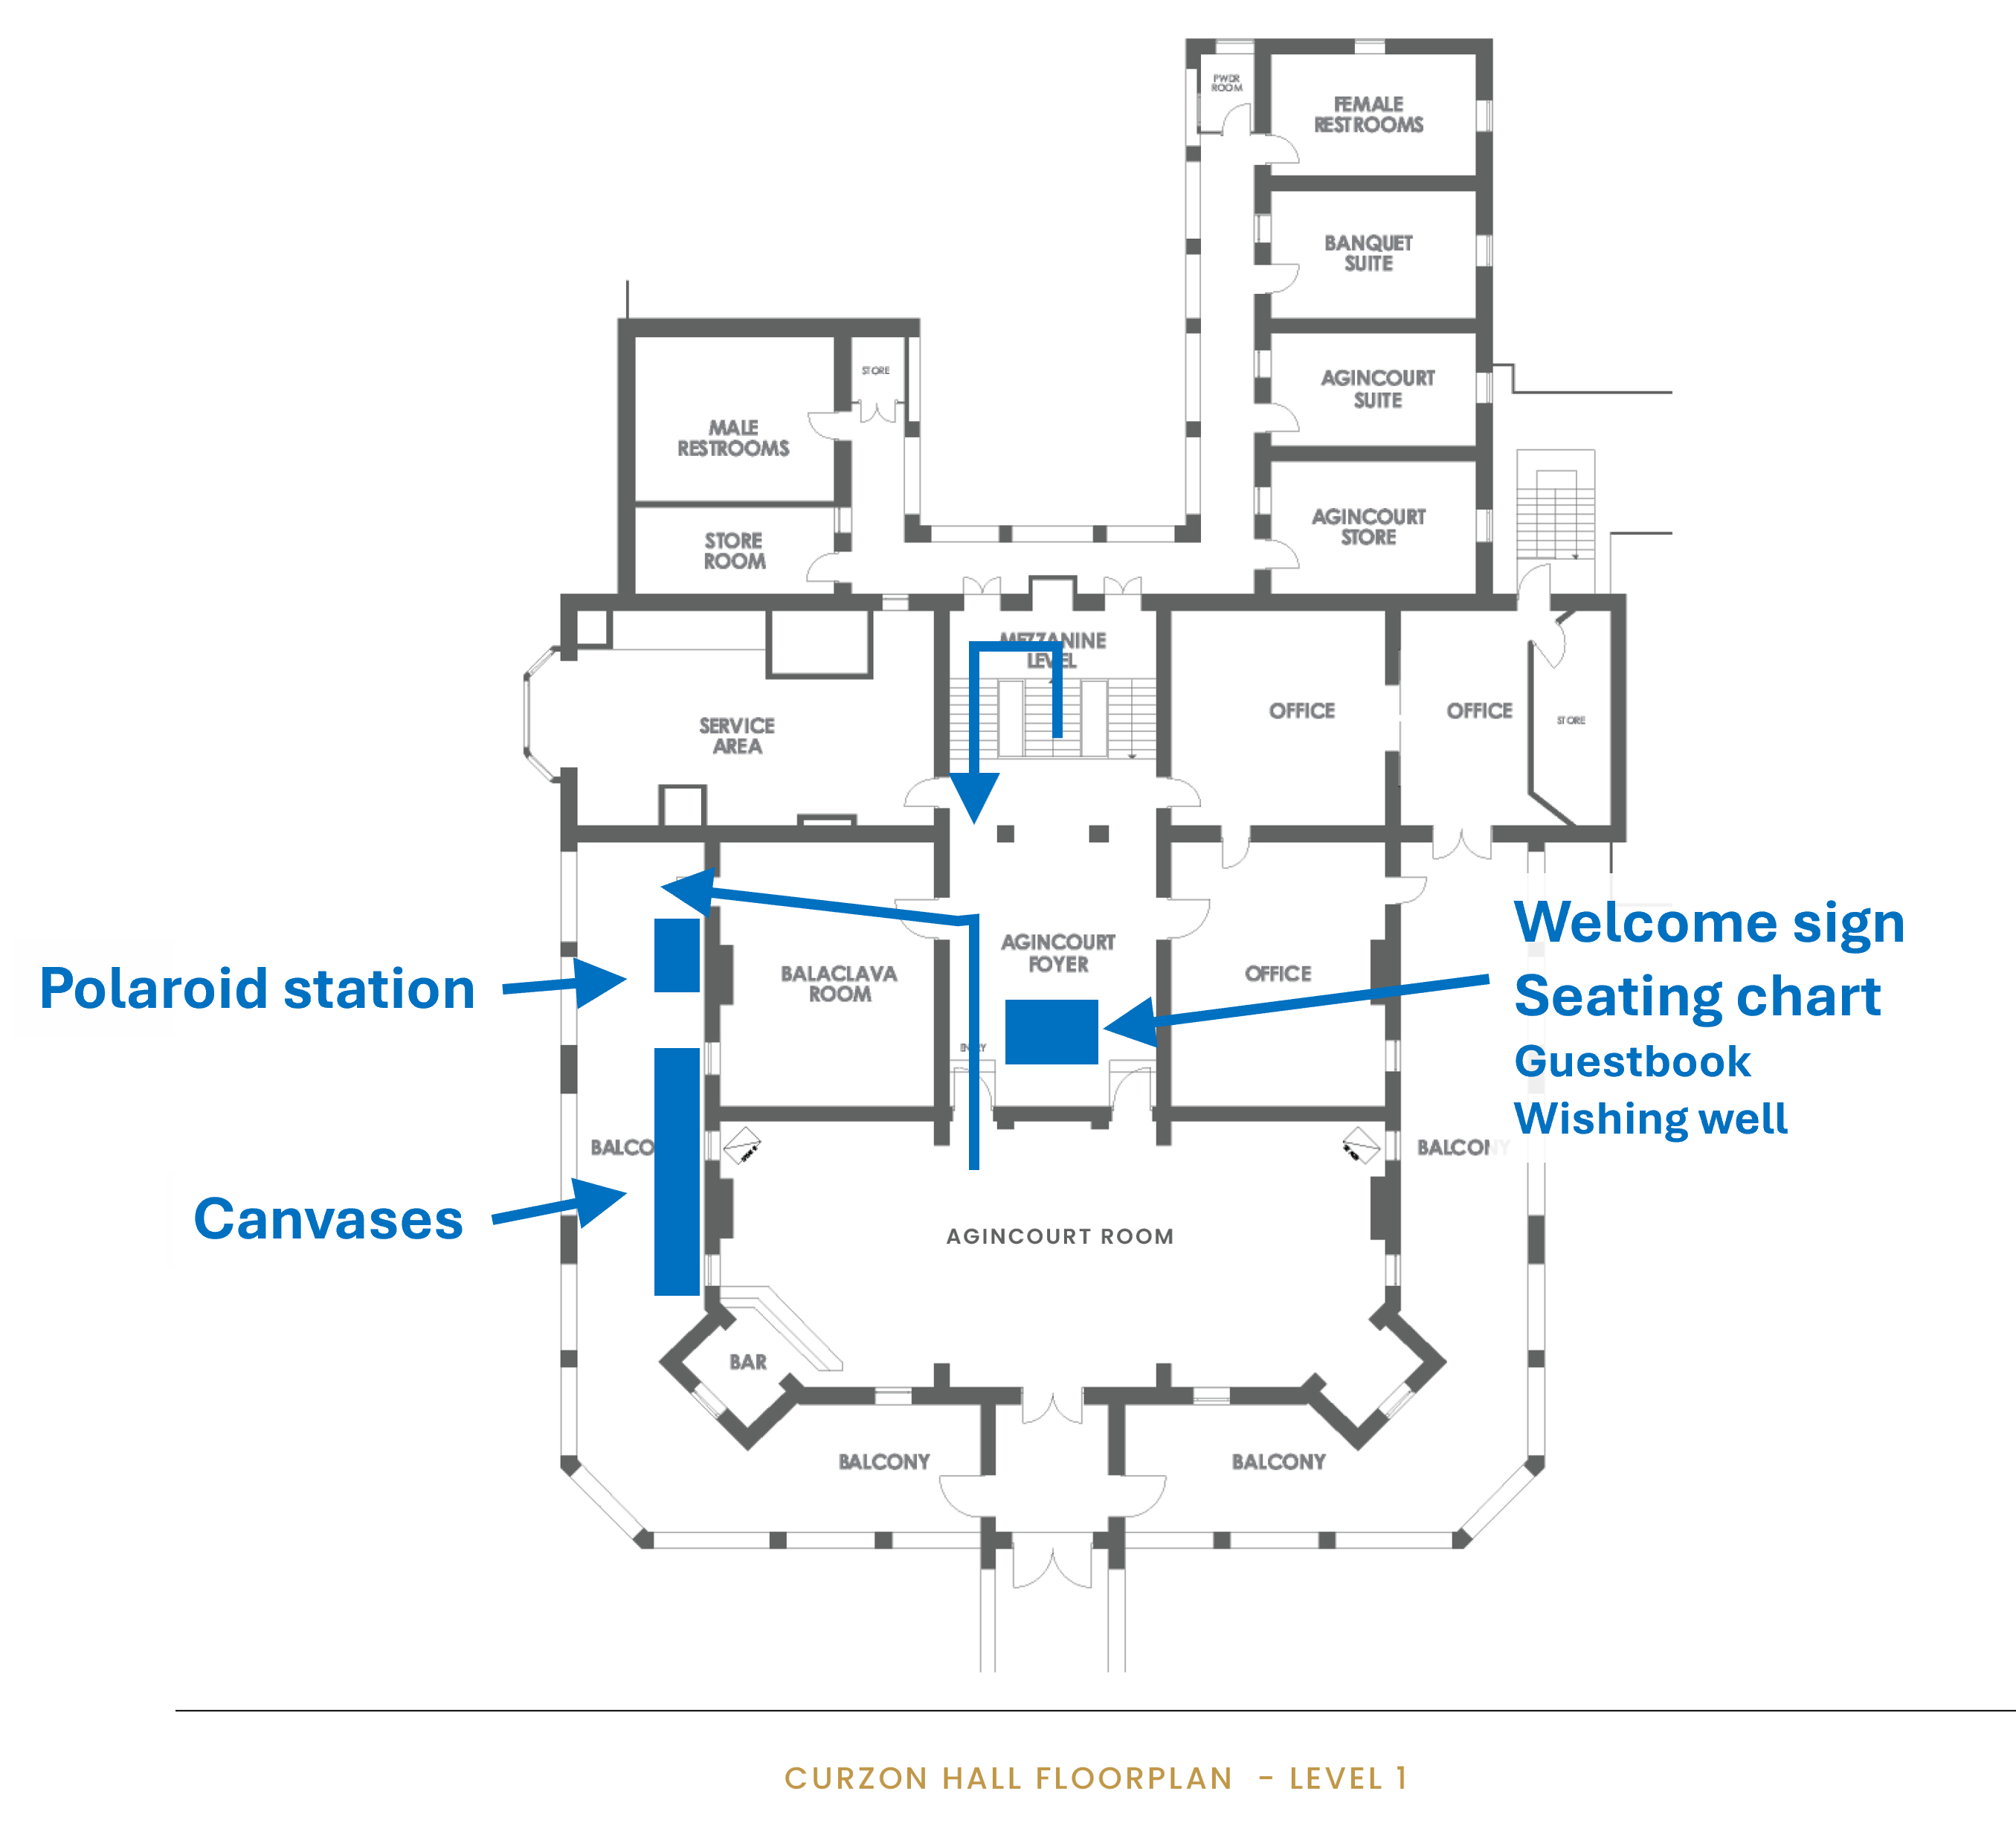 PWDR
ROOM
FEMALE
RESTROOMS
BANQUET
SUITE
STORE
AGINCOURT
SUITE
MALE
RESTROOMS
AGINCOURT
STORE
STORE
ROOM
MEZZANINE
LEVEL
SERVICE
AREA
OFFICE
OFFICE
STORE
Welcome sign
Seating chart
Guestbook
Wishing well
AGINCOURT
FOYER
BALACLAVA
ROOM
OFFICE
Polaroid station
ENTRY
BALCO
BALCONY
Canvases
AGINCOURT ROOM
BAR
BALCONY
BALCONY
CURZON HALL FLOORPLAN - LEVEL 1